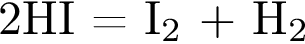 2HI = I₂ + H₂